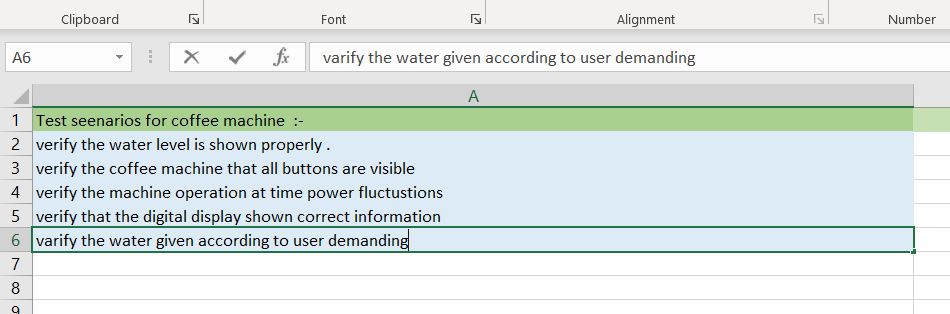 Clipboard Font Alignment Number
A6 fx varify the water given according to user demanding
A
1 Test seenarios for coffee machine :-
2 verify the water level is shown properly .
3 verify the coffee machine that all buttons are visible
4 verify the machine operation at time power fluctustions
5 verify that the digital display shown correct information
6 varify the water given according to user demanding
7
8
9